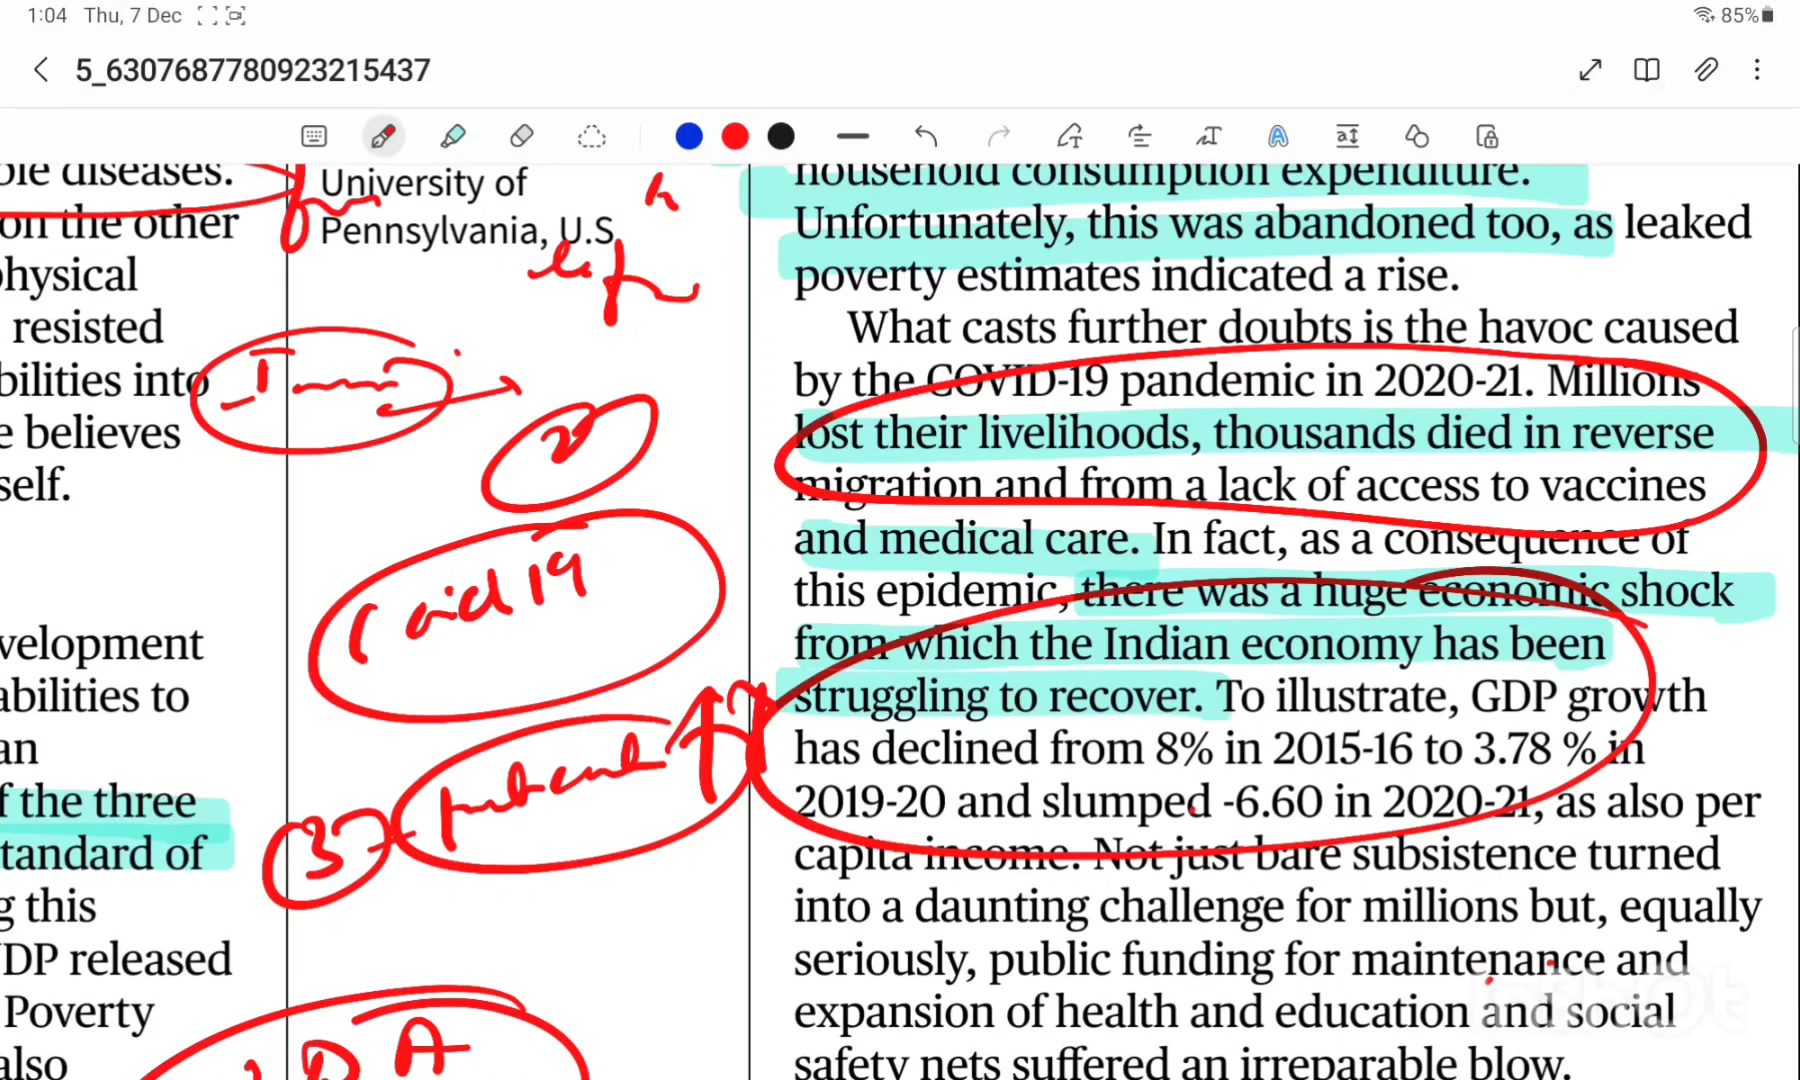 1:04 Thu, 7 Dec
85%
5_6307687780923215437
ble diseases.
on the other
physical
resisted
bilities into
e believes
self.
velopment
abilities to
an
f the three
tandard of
g this
DP released
Poverty
also
University of
Pennsylvania, U.S.
19
3
A
household consumption expenditure.
Unfortunately, this was abandoned too, as leaked
poverty estimates indicated a rise.
What casts further doubts is the havoc caused
by the COVID-19 pandemic in 2020-21. Millions
lost their livelihoods, thousands died in reverse
migration and from a lack of access to vaccines
and medical care. In fact, as a consequence of
this epidemic, there was a huge economic shock
from which the Indian economy has been
struggling to recover. To illustrate, GDP growth
has declined from 8% in 2015-16 to 3.78 % in
2019-20 and slumped -6.60 in 2020-21, as also per
capita income. Not just bare subsistence turned
into a daunting challenge for millions but, equally
seriously, public funding for maintenance and
expansion of health and education and social
safety nets suffered an irreparable blow.